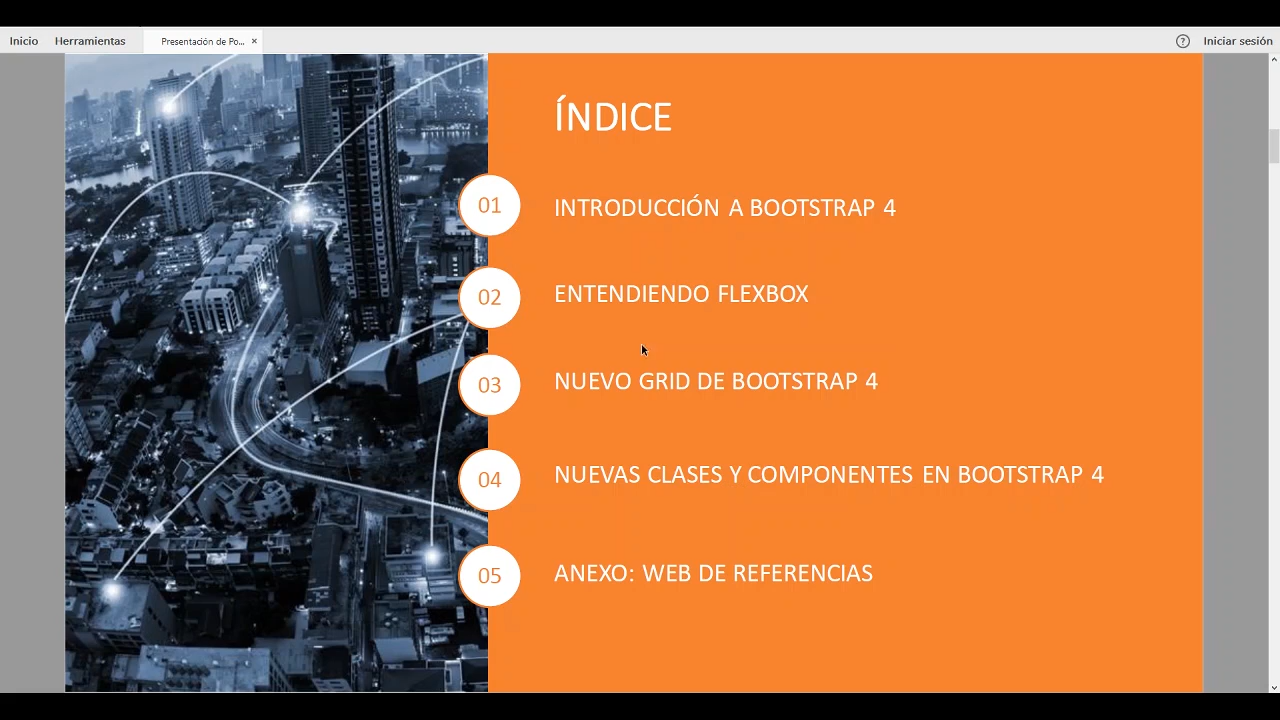 Inicio Herramientas Presentación de Po... × ? Iniciar sesión
ÍNDICE
01 INTRODUCCIÓN A BOOTSTRAP 4
02 ENTENDIENDO FLEXBOX
03 NUEVO GRID DE BOOTSTRAP 4
04 NUEVAS CLASES Y COMPONENTES EN BOOTSTRAP 4
05 ANEXO: WEB DE REFERENCIAS